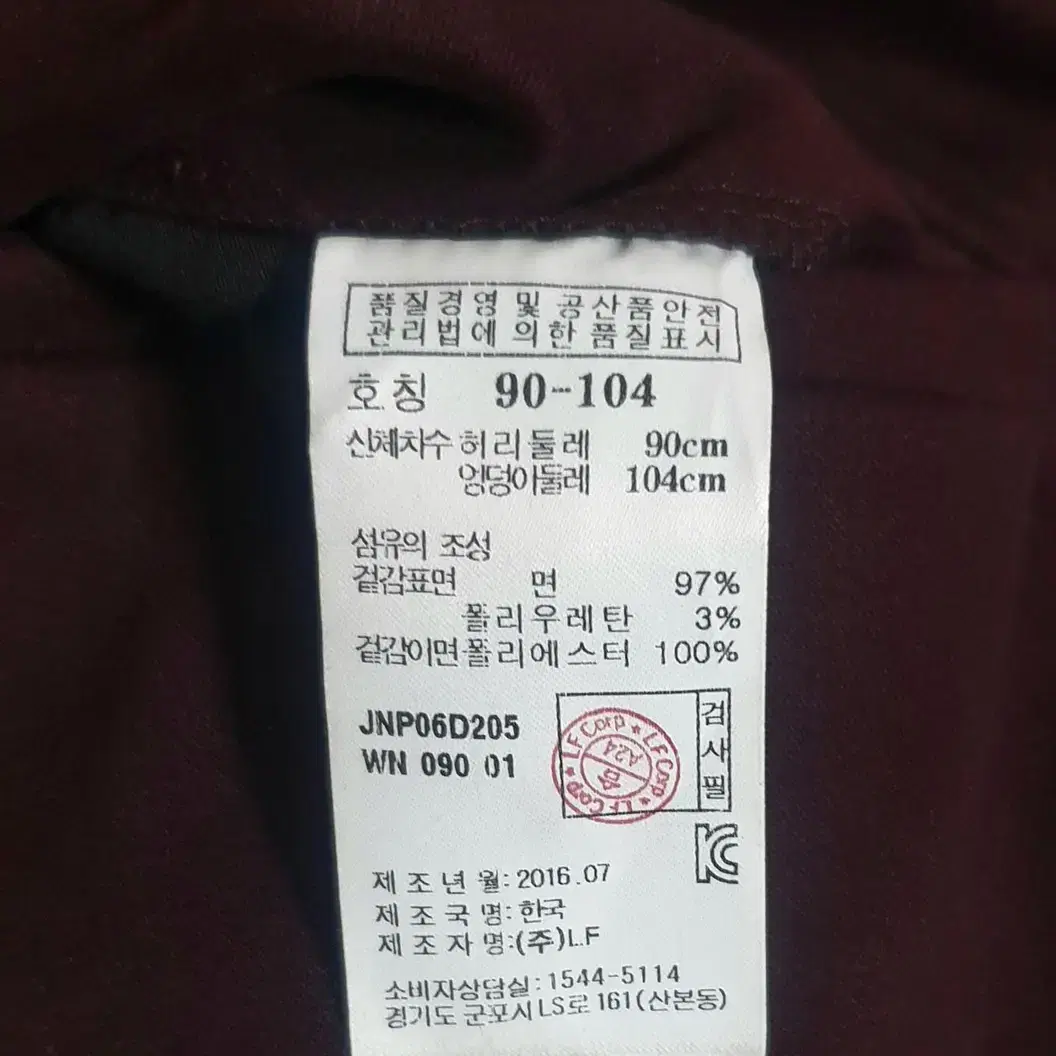 품질경영 및 공산품안전
관리법에 의한 품질표시
호칭 90-104
신체치수 허리둘레 90cm
엉덩이둘레 104cm
섬유의 조성
겉감표면 면 97%
폴리우레탄 3%
겉감이면 폴리에스터 100%
JNP06D205
WN 090 01
검사필
LF Corp ★ LF Corp ★ LF Corp ★
A24
KC
제조년월: 2016.07
제조국명: 한국
제조자명:(주)LF
소비자상담실: 1544-5114
경기도 군포시 LS로 161(산본동)